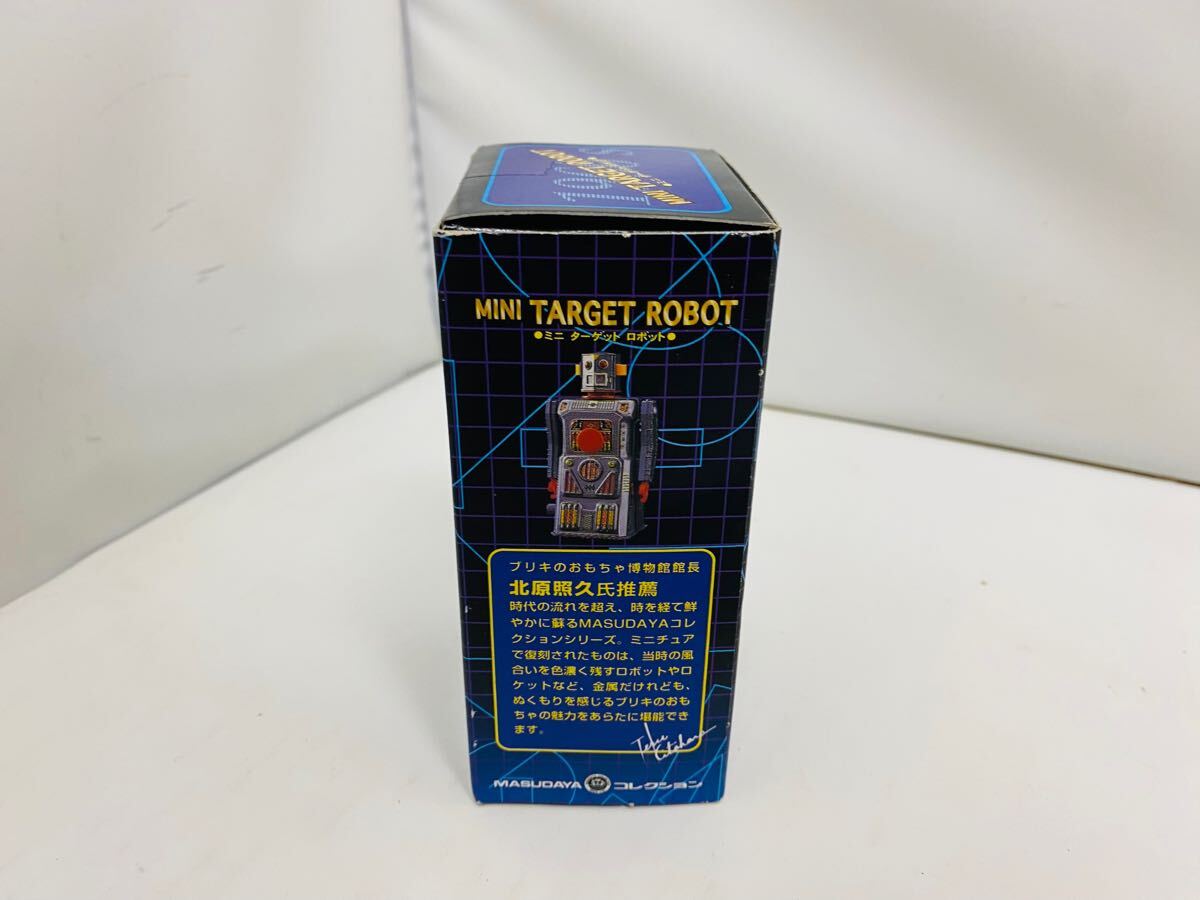 MINI TARGET ROBOT
MINI TARGET ROBOT
●ミニ ターゲット ロボット●
ブリキのおもちゃ博物館館長
北原照久氏推薦
時代の流れを超え、時を経て鮮
やかに蘇るMASUDAYAコレ
クションシリーズ。ミニチュア
で復刻されたものは、当時の風
合いを色濃く残すロボットやロ
ケットなど、金属だけれども、
ぬくもりを感じるブリキのおも
ちゃの魅力をあらたに堪能でき
ます。
MASUDAYA コレクション